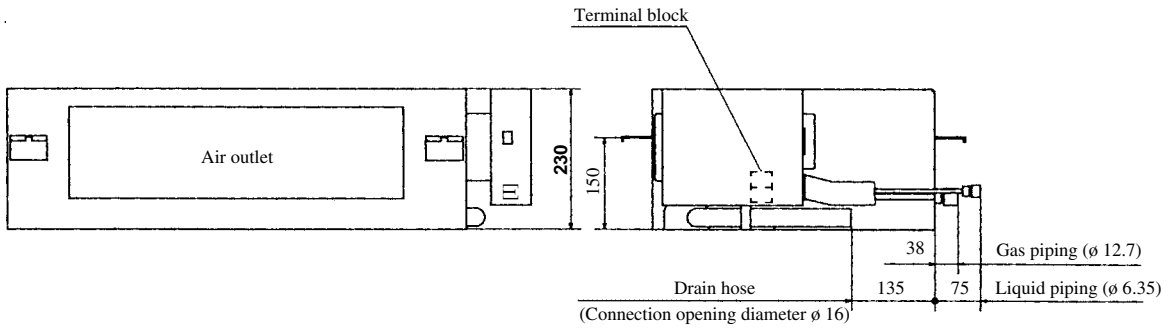 Terminal block
Air outlet
230
150
38
Gas piping (ø 12.7)
Drain hose
135
75
Liquid piping (ø 6.35)
(Connection opening diameter ø 16)